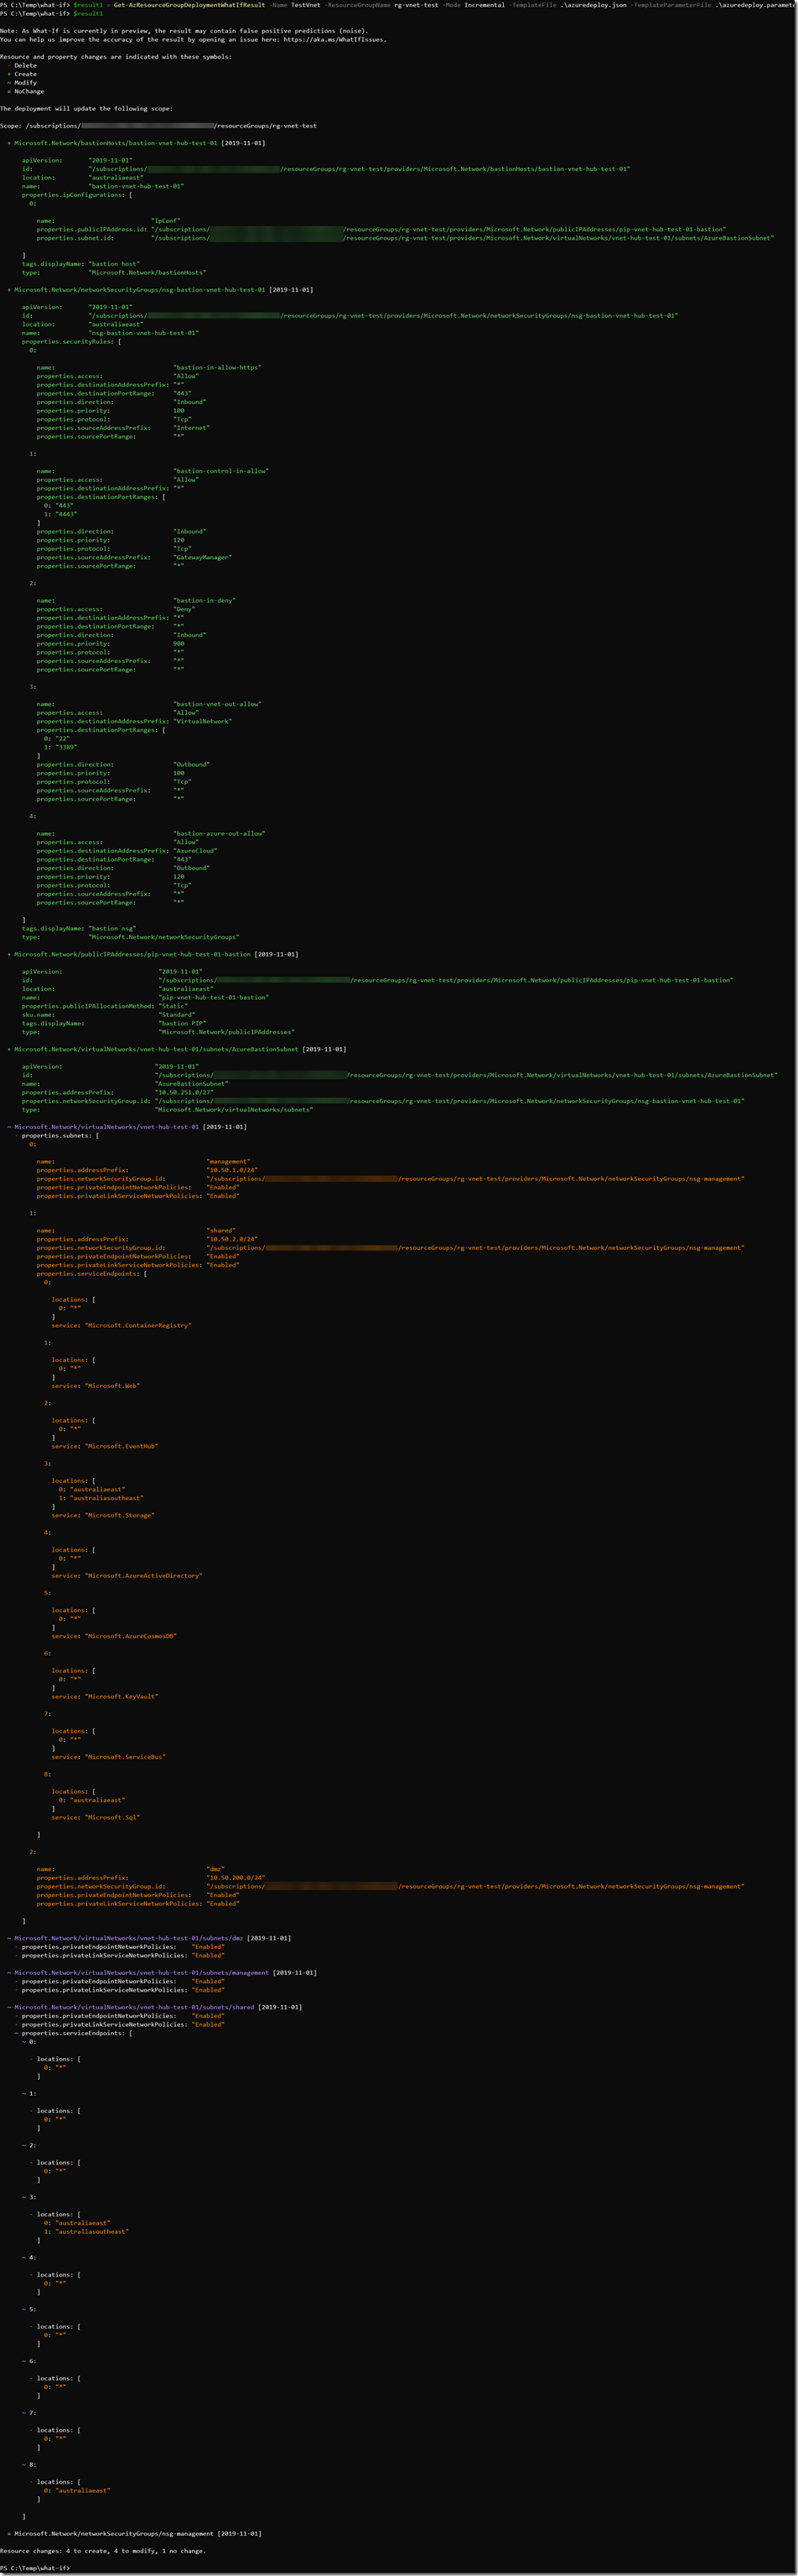 PS C:\Temp\what-if> $result1 = Get-AzResourceGroupDeploymentWhatIfResult -Name TestVnet -ResourceGroupName rg-vnet-test -Mode Incremental -TemplateFile .\azuredeploy.json -TemplateParameterFile .\azuredeploy.paramete
PS C:\Temp\what-if> $result1
Note: As What-If is currently in preview, the result may contain false positive predictions (noise).
You can help us improve the accuracy of the result by opening an issue here: https://aka.ms/WhatIfIssues.
Resource and property changes are indicated with these symbols:
- Delete
+ Create
~ Modify
= NoChange
The deployment will update the following scope:
Scope: /subscriptions/ /resourceGroups/rg-vnet-test
+ Microsoft.Network/bastionHosts/bastion-vnet-hub-test-01 [2019-11-01]
apiVersion: "2019-11-01"
id: "/subscriptions/ /resourceGroups/rg-vnet-test/providers/Microsoft.Network/bastionHosts/bastion-vnet-hub-test-01"
location: "australiaeast"
name: "bastion-vnet-hub-test-01"
properties.ipConfigurations: [
0:
name: "IpConf"
properties.publicIPAddress.id: "/subscriptions/ /resourceGroups/rg-vnet-test/providers/Microsoft.Network/publicIPAddresses/pip-vnet-hub-test-01-bastion"
properties.subnet.id: "/subscriptions/ /resourceGroups/rg-vnet-test/providers/Microsoft.Network/virtualNetworks/vnet-hub-test-01/subnets/AzureBastionSubnet"
]
tags.displayName: "bastion host"
type: "Microsoft.Network/bastionHosts"
+ Microsoft.Network/networkSecurityGroups/nsg-bastion-vnet-hub-test-01 [2019-11-01]
apiVersion: "2019-11-01"
id: "/subscriptions/ /resourceGroups/rg-vnet-test/providers/Microsoft.Network/networkSecurityGroups/nsg-bastion-vnet-hub-test-01"
location: "australiaeast"
name: "nsg-bastion-vnet-hub-test-01"
properties.securityRules: [
0:
name: "bastion-in-allow-https"
properties.access: "Allow"
properties.destinationAddressPrefix: "*"
properties.destinationPortRange: "443"
properties.direction: "Inbound"
properties.priority: 100
properties.protocol: "Tcp"
properties.sourceAddressPrefix: "Internet"
properties.sourcePortRange: "*"
1:
name: "bastion-control-in-allow"
properties.access: "Allow"
properties.destinationAddressPrefix: "*"
properties.destinationPortRanges: [
0: "443"
1: "4443"
]
properties.direction: "Inbound"
properties.priority: 120
properties.protocol: "Tcp"
properties.sourceAddressPrefix: "GatewayManager"
properties.sourcePortRange: "*"
2:
name: "bastion-in-deny"
properties.access: "Deny"
properties.destinationAddressPrefix: "*"
properties.destinationPortRange: "*"
properties.direction: "Inbound"
properties.priority: 900
properties.protocol: "*"
properties.sourceAddressPrefix: "*"
properties.sourcePortRange: "*"
3:
name: "bastion-vnet-out-allow"
properties.access: "Allow"
properties.destinationAddressPrefix: "VirtualNetwork"
properties.destinationPortRanges: [
0: "22"
1: "3389"
]
properties.direction: "Outbound"
properties.priority: 100
properties.protocol: "Tcp"
properties.sourceAddressPrefix: "*"
properties.sourcePortRange: "*"
4:
name: "bastion-azure-out-allow"
properties.access: "Allow"
properties.destinationAddressPrefix: "AzureCloud"
properties.destinationPortRange: "443"
properties.direction: "Outbound"
properties.priority: 120
properties.protocol: "Tcp"
properties.sourceAddressPrefix: "*"
properties.sourcePortRange: "*"
]
tags.displayName: "bastion nsg"
type: "Microsoft.Network/networkSecurityGroups"
+ Microsoft.Network/publicIPAddresses/pip-vnet-hub-test-01-bastion [2019-11-01]
apiVersion: "2019-11-01"
id: "/subscriptions/ /resourceGroups/rg-vnet-test/providers/Microsoft.Network/publicIPAddresses/pip-vnet-hub-test-01-bastion"
location: "australiaeast"
name: "pip-vnet-hub-test-01-bastion"
properties.publicIPAllocationMethod: "Static"
sku.name: "Standard"
tags.displayName: "bastion PIP"
type: "Microsoft.Network/publicIPAddresses"
+ Microsoft.Network/virtualNetworks/vnet-hub-test-01/subnets/AzureBastionSubnet [2019-11-01]
apiVersion: "2019-11-01"
id: "/subscriptions/ /resourceGroups/rg-vnet-test/providers/Microsoft.Network/virtualNetworks/vnet-hub-test-01/subnets/AzureBastionSubnet"
name: "AzureBastionSubnet"
properties.addressPrefix: "10.50.251.0/27"
properties.networkSecurityGroup.id: "/subscriptions/ resourceGroups/rg-vnet-test/providers/Microsoft.Network/networkSecurityGroups/nsg-bastion-vnet-hub-test-01"
type: "Microsoft.Network/virtualNetworks/subnets"
~ Microsoft.Network/virtualNetworks/vnet-hub-test-01 [2019-11-01]
- properties.subnets: [
0:
name: "management"
properties.addressPrefix: "10.50.1.0/24"
properties.networkSecurityGroup.id: "/subscriptions/ /resourceGroups/rg-vnet-test/providers/Microsoft.Network/networkSecurityGroups/nsg-management"
properties.privateEndpointNetworkPolicies: "Enabled"
properties.privateLinkServiceNetworkPolicies: "Enabled"
1:
name: "shared"
properties.addressPrefix: "10.50.2.0/24"
properties.networkSecurityGroup.id: "/subscriptions/ /resourceGroups/rg-vnet-test/providers/Microsoft.Network/networkSecurityGroups/nsg-management"
properties.privateEndpointNetworkPolicies: "Enabled"
properties.privateLinkServiceNetworkPolicies: "Enabled"
properties.serviceEndpoints: [
0:
locations: [
0: "*"
]
service: "Microsoft.ContainerRegistry"
1:
locations: [
0: "*"
]
service: "Microsoft.Web"
2:
locations: [
0: "*"
]
service: "Microsoft.EventHub"
3:
locations: [
0: "australiaeast"
1: "australiasoutheast"
]
service: "Microsoft.Storage"
4:
locations: [
0: "*"
]
service: "Microsoft.AzureActiveDirectory"
5:
locations: [
0: "*"
]
service: "Microsoft.AzureCosmosDB"
6:
locations: [
0: "*"
]
service: "Microsoft.KeyVault"
7:
locations: [
0: "*"
]
service: "Microsoft.ServiceBus"
8:
locations: [
0: "australiaeast"
]
service: "Microsoft.Sql"
]
2:
name: "dmz"
properties.addressPrefix: "10.50.200.0/24"
properties.networkSecurityGroup.id: "/subscriptions/ /resourceGroups/rg-vnet-test/providers/Microsoft.Network/networkSecurityGroups/nsg-management"
properties.privateEndpointNetworkPolicies: "Enabled"
properties.privateLinkServiceNetworkPolicies: "Enabled"
]
~ Microsoft.Network/virtualNetworks/vnet-hub-test-01/subnets/dmz [2019-11-01]
- properties.privateEndpointNetworkPolicies: "Enabled"
- properties.privateLinkServiceNetworkPolicies: "Enabled"
~ Microsoft.Network/virtualNetworks/vnet-hub-test-01/subnets/management [2019-11-01]
- properties.privateEndpointNetworkPolicies: "Enabled"
- properties.privateLinkServiceNetworkPolicies: "Enabled"
~ Microsoft.Network/virtualNetworks/vnet-hub-test-01/subnets/shared [2019-11-01]
- properties.privateEndpointNetworkPolicies: "Enabled"
- properties.privateLinkServiceNetworkPolicies: "Enabled"
~ properties.serviceEndpoints: [
~ 0:
- locations: [
0: "*"
]
~ 1:
- locations: [
0: "*"
]
~ 2:
- locations: [
0: "*"
]
~ 3:
- locations: [
0: "australiaeast"
1: "australiasoutheast"
]
~ 4:
- locations: [
0: "*"
]
~ 5:
- locations: [
0: "*"
]
~ 6:
- locations: [
0: "*"
]
~ 7:
- locations: [
0: "*"
]
~ 8:
- locations: [
0: "australiaeast"
]
]
= Microsoft.Network/networkSecurityGroups/nsg-management [2019-11-01]
Resource changes: 4 to create, 4 to modify, 1 no change.
PS C:\Temp\what-if>